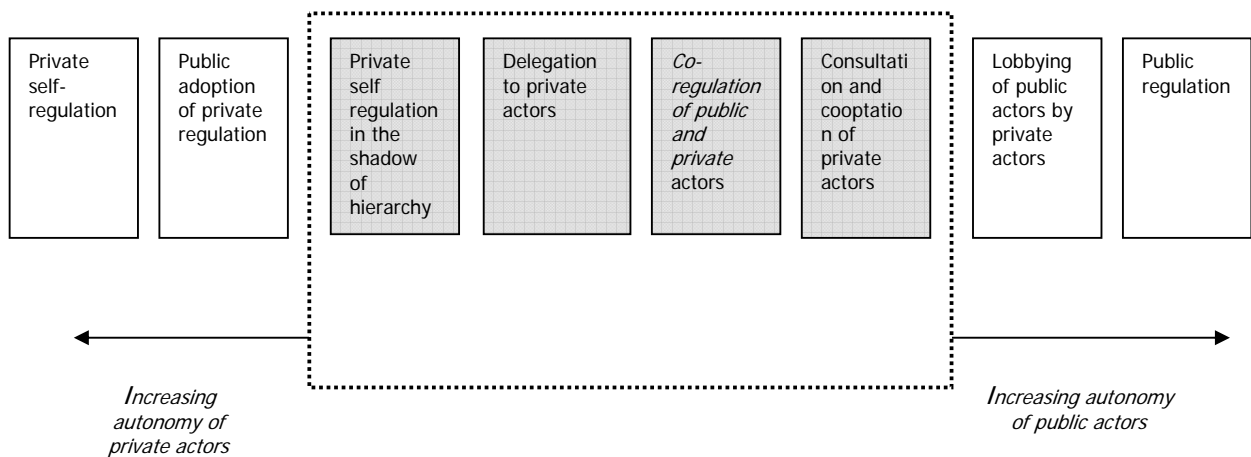 Private
self-
regulation
Public
adoption
of private
regulation
Private
self
regulation
in the
shadow
of
hierarchy
Delegation
to private
actors
Co-
regulation
of public
and
private
actors
Consultati
on and
cooptatio
n of
private
actors
Lobbying
of public
actors by
private
actors
Public
regulation
Increasing
autonomy of
private actors
Increasing autonomy
of public actors